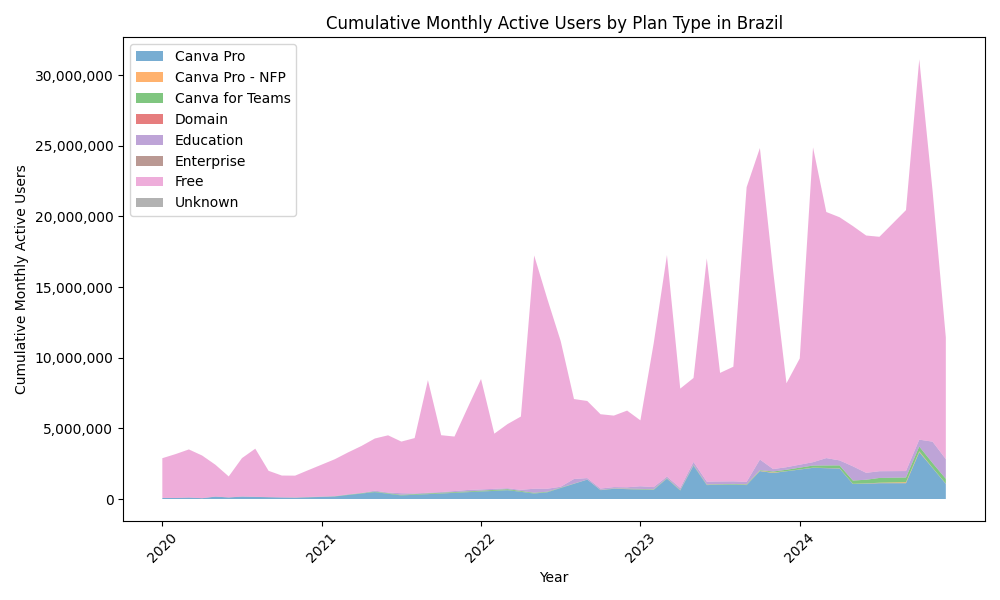 Cumulative Monthly Active Users by Plan Type in Brazil
Canva Pro
Canva Pro - NFP
Canva for Teams
Domain
Education
Enterprise
Free
Unknown
Cumulative Monthly Active Users
30,000,000
25,000,000
20,000,000
15,000,000
10,000,000
5,000,000
0
2020
2021
2022
2023
2024
Year